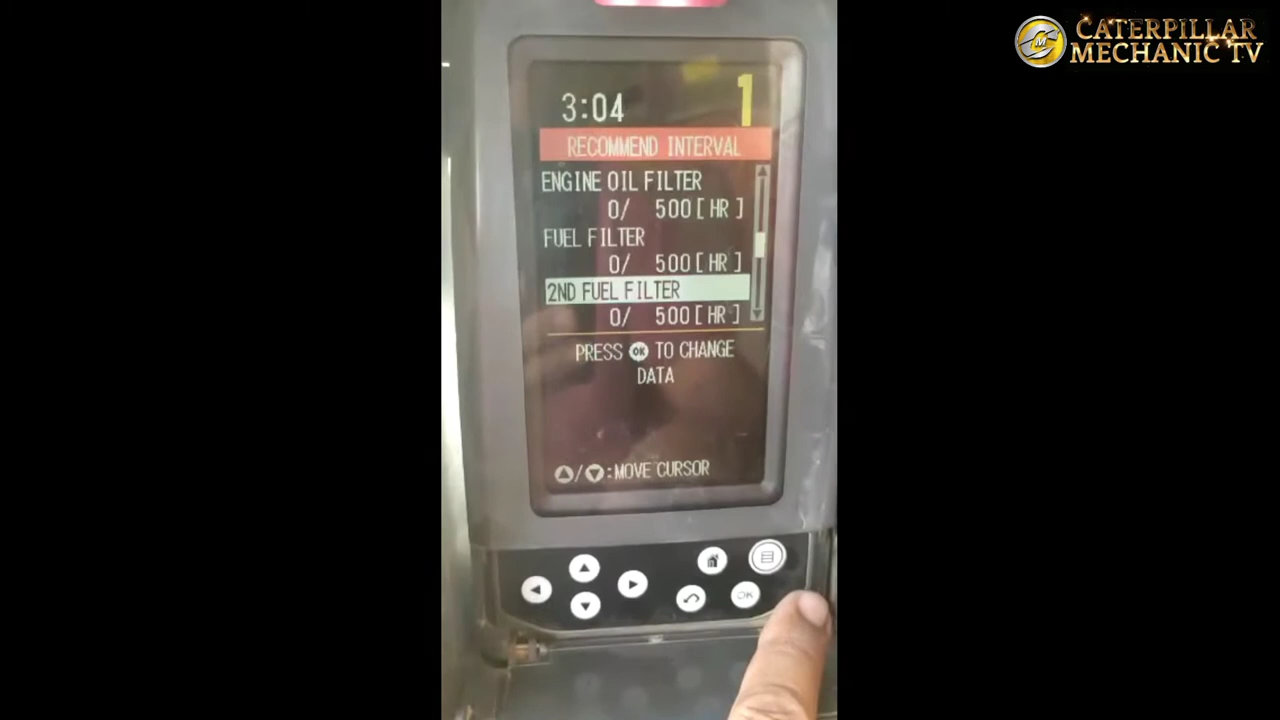 CATERPILLAR
MECHANIC TV
3:04 1
RECOMMEND INTERVAL
ENGINE OIL FILTER
0/ 500[HR]
FUEL FILTER
0/ 500[HR]
2ND FUEL FILTER
0/ 500[HR]
PRESS OK TO CHANGE
DATA
/ :MOVE CURSOR
OK